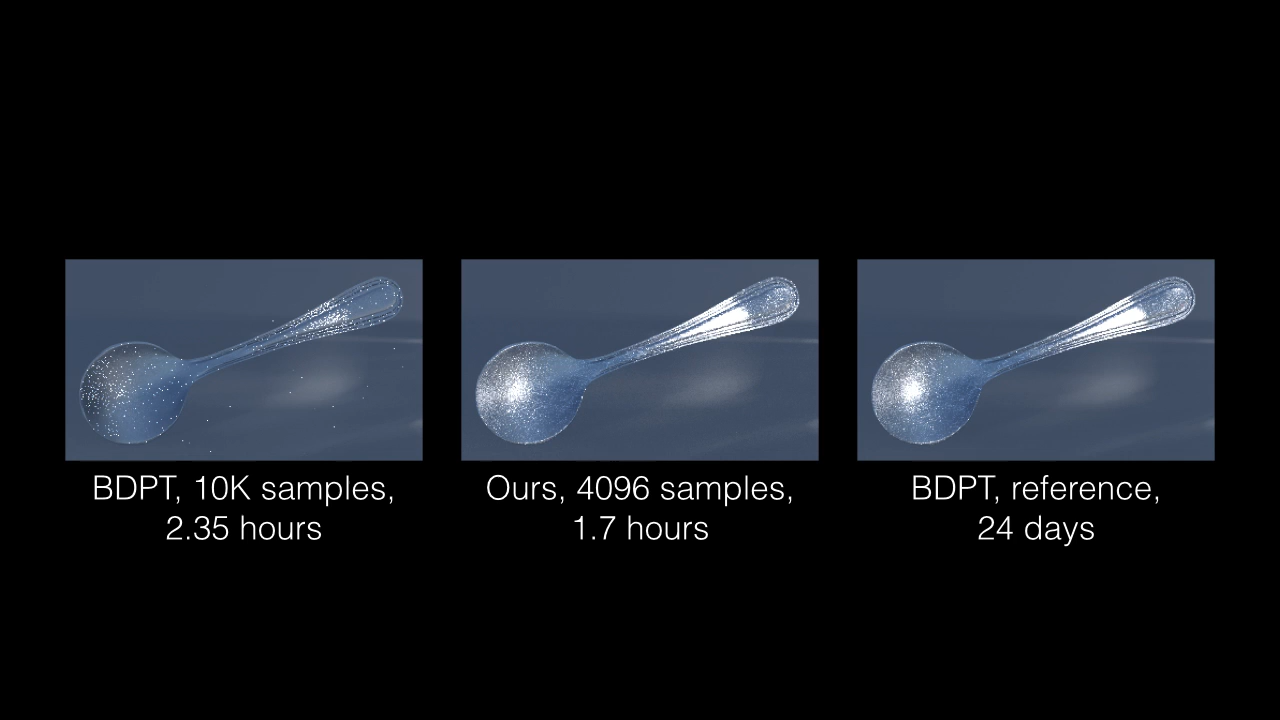 BDPT, 10K samples,
2.35 hours
Ours, 4096 samples,
1.7 hours
BDPT, reference,
24 days